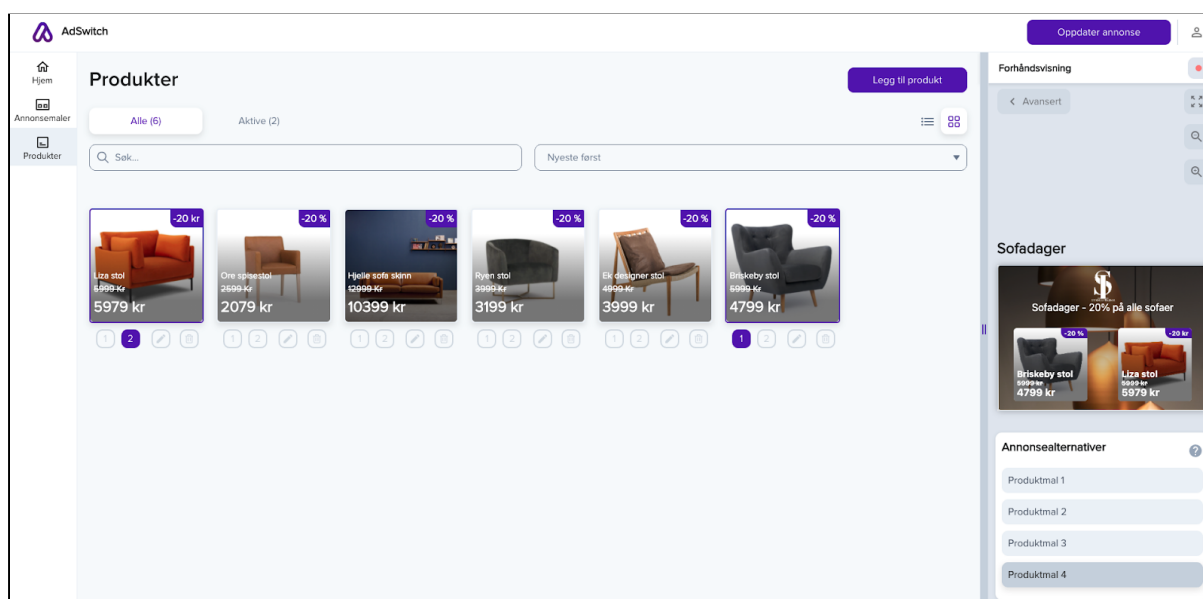 AdSwitch
Oppdater annonse
Hjem
Annonsemaler
Produkter
Produkter
Legg til produkt
Alle (6)
Aktive (2)
Søk...
Nyeste først
-20 kr
Liza stol
5999 Kr
5979 kr
1 2
-20 %
Ore spisestol
2599 Kr
2079 kr
1 2
-20 %
Hjelle sofa skinn
12999 Kr
10399 kr
1 2
-20 %
Ryen stol
3999 Kr
3199 kr
1 2
-20 %
Ek designer stol
4999 Kr
3999 kr
1 2
-20 %
Briskeby stol
5999 Kr
4799 kr
1 2
Forhåndsvisning
Avansert
Sofadager
Sofadager - 20% på alle sofaer
-20 %
Briskeby stol
5999 kr
4799 kr
-20 kr
Liza stol
5999 kr
5979 kr
Annonsealternativer
?
Produktmal 1
Produktmal 2
Produktmal 3
Produktmal 4